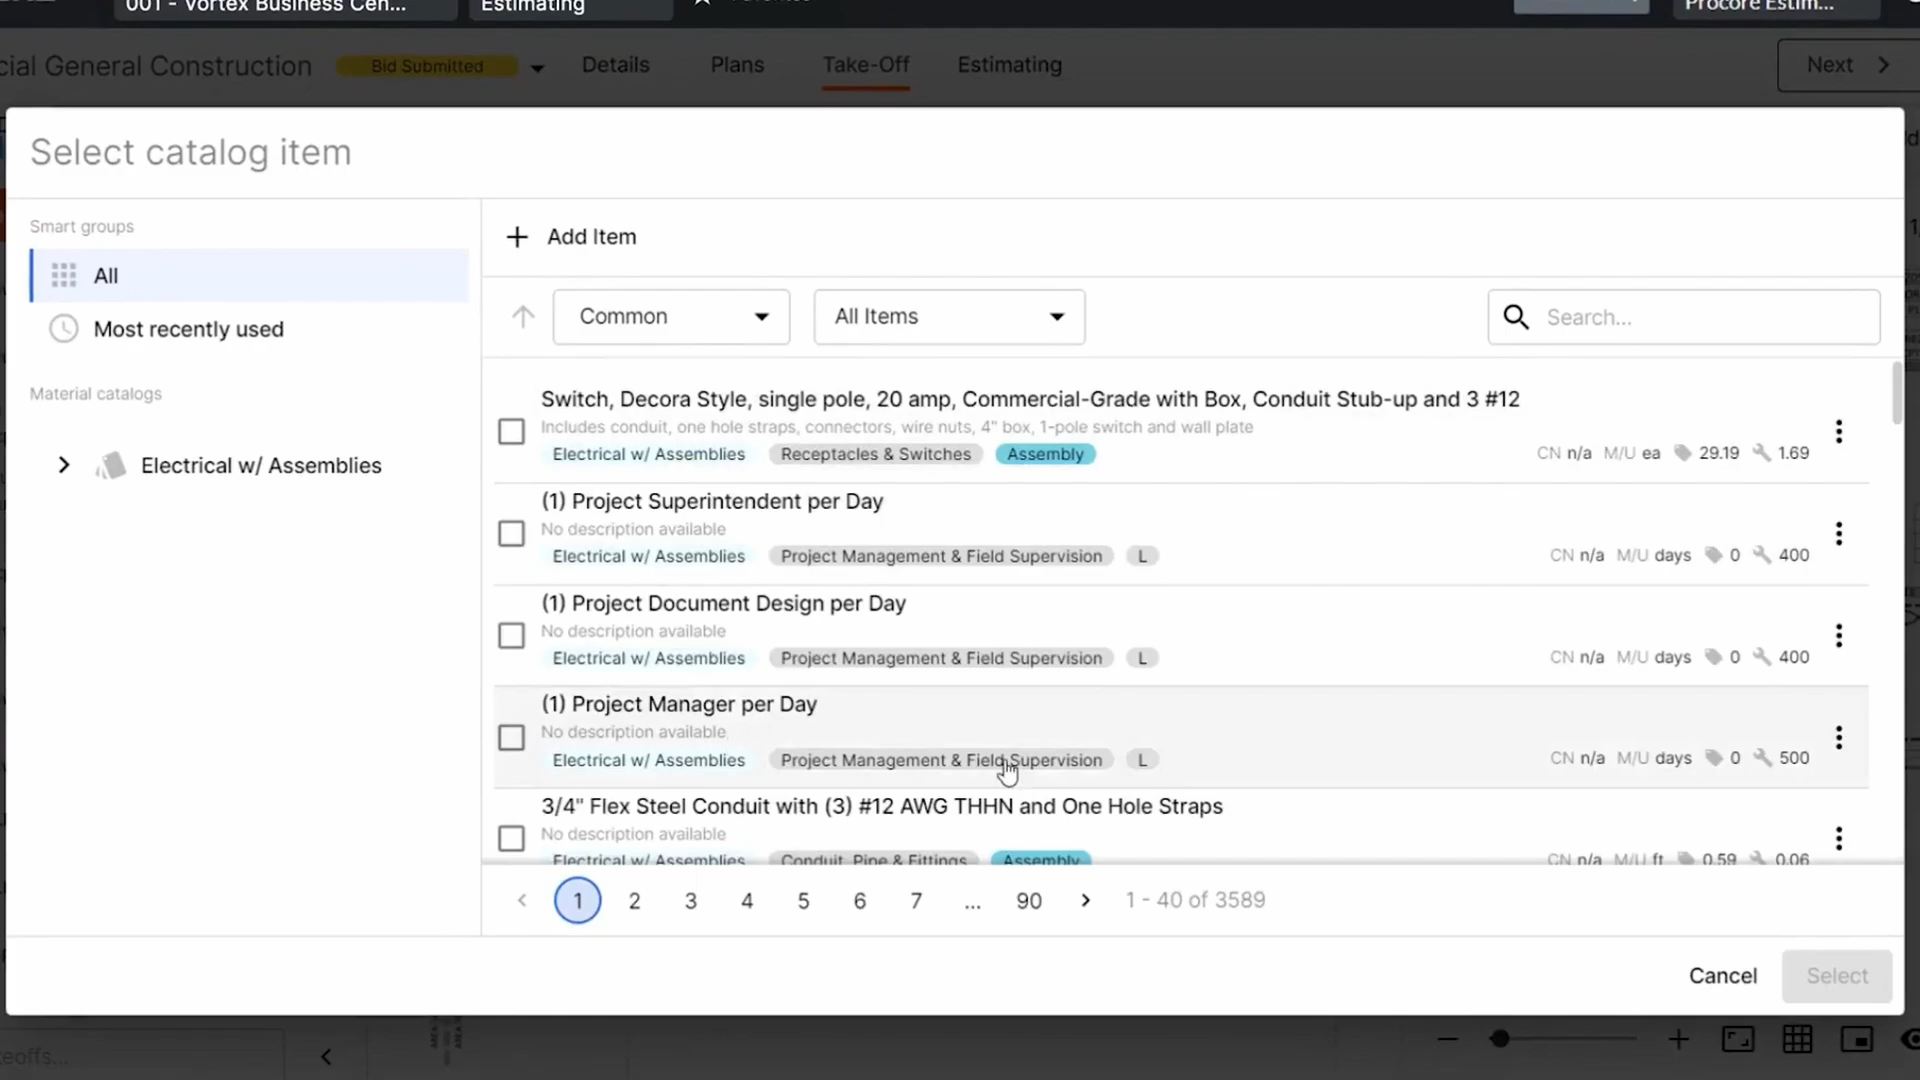 001 - Vortex Business Cen...
Estimating
Procore Estim...
cial General Construction
Bid Submitted
Details
Plans
Take-Off
Estimating
Next
Select catalog item
Smart groups
All
Most recently used
Material catalogs
Electrical w/ Assemblies
Add Item
Common
All Items
Search...
Switch, Decora Style, single pole, 20 amp, Commercial-Grade with Box, Conduit Stub-up and 3 #12
Includes conduit, one hole straps, connectors, wire nuts, 4" box, 1-pole switch and wall plate
Electrical w/ Assemblies Receptacles & Switches Assembly
CN n/a M/U ea 29.19 1.69
(1) Project Superintendent per Day
No description available
Electrical w/ Assemblies Project Management & Field Supervision L
CN n/a M/U days 0 400
(1) Project Document Design per Day
No description available
Electrical w/ Assemblies Project Management & Field Supervision L
CN n/a M/U days 0 400
(1) Project Manager per Day
No description available
Electrical w/ Assemblies Project Management & Field Supervision L
CN n/a M/U days 0 500
3/4" Flex Steel Conduit with (3) #12 AWG THHN and One Hole Straps
No description available
Electrical w/ Assemblies Conduit, Pipe & Fittings Assembly
CN n/a M/U ft 0.59 0.06
1 2 3 4 5 6 7 ... 90 1 - 40 of 3589
Cancel
Select
eoffs...